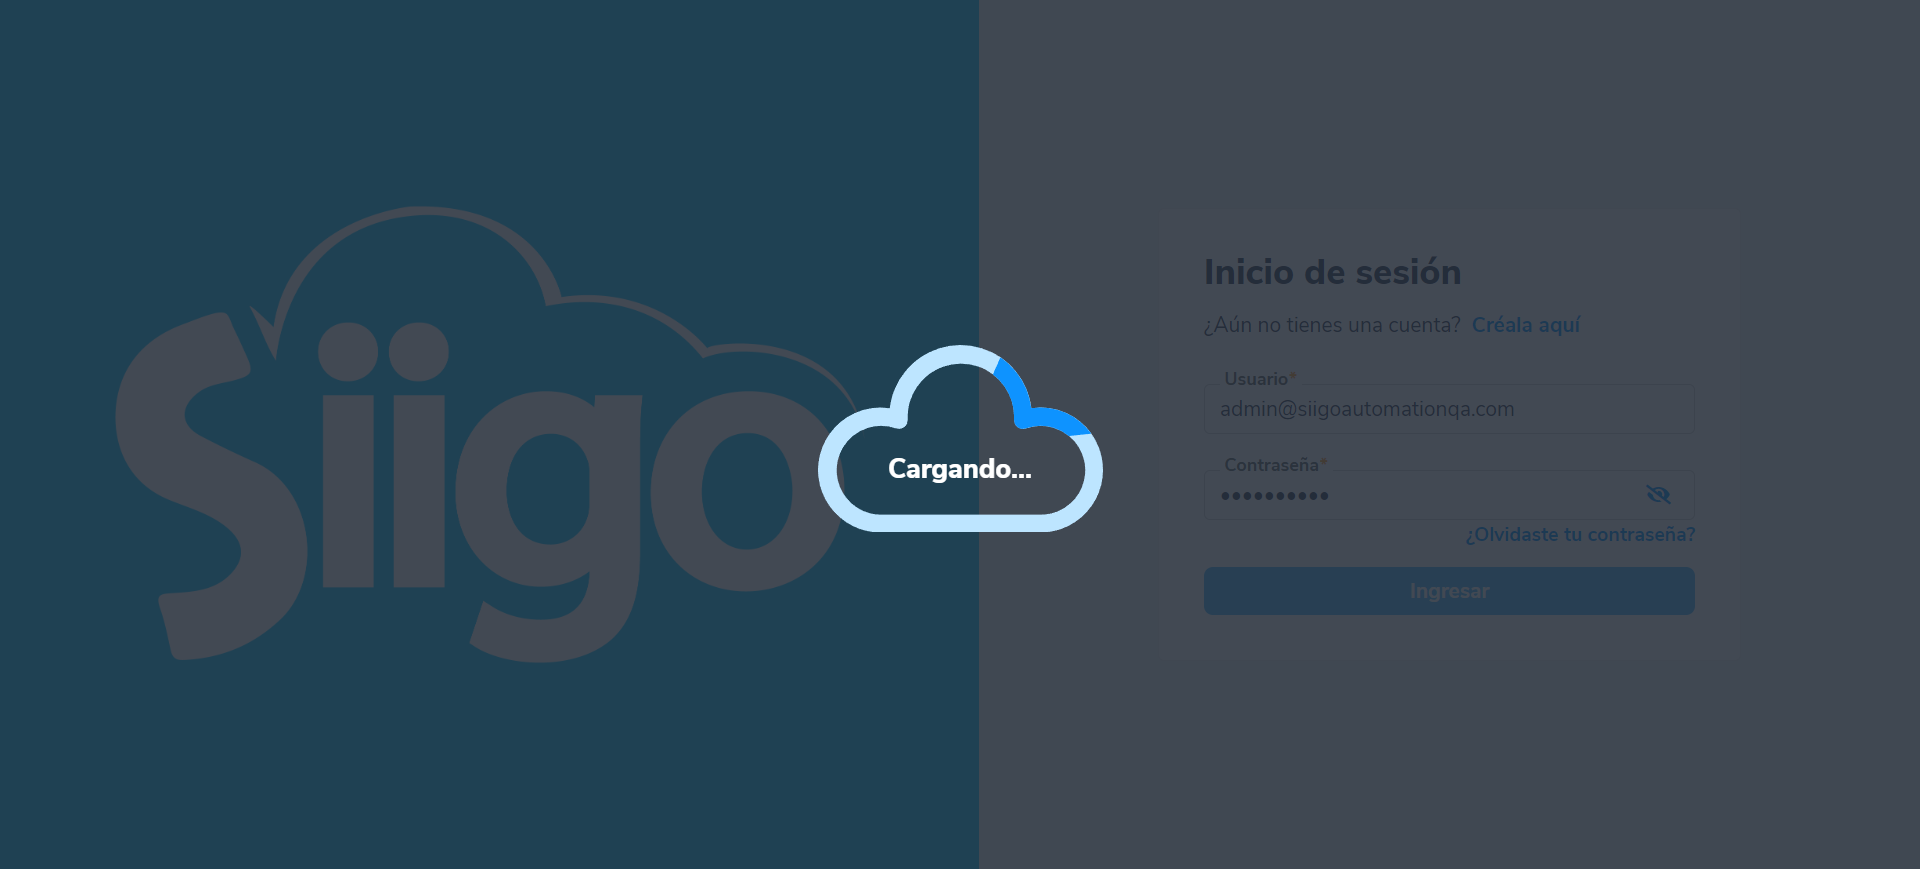 Siigo
Inicio de sesión
¿Aún no tienes una cuenta? Créala aquí
Usuario*
admin@siigoautomationqa.com
Contraseña*
••••••••••
¿Olvidaste tu contraseña?
Ingresar
Cargando...